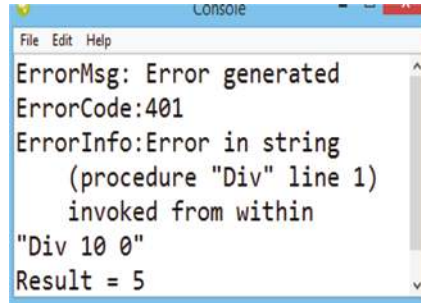 Console
File Edit Help
ErrorMsg: Error generated
ErrorCode:401
ErrorInfo:Error in string
(procedure "Div" line 1)
invoked from within
"Div 10 0"
Result = 5